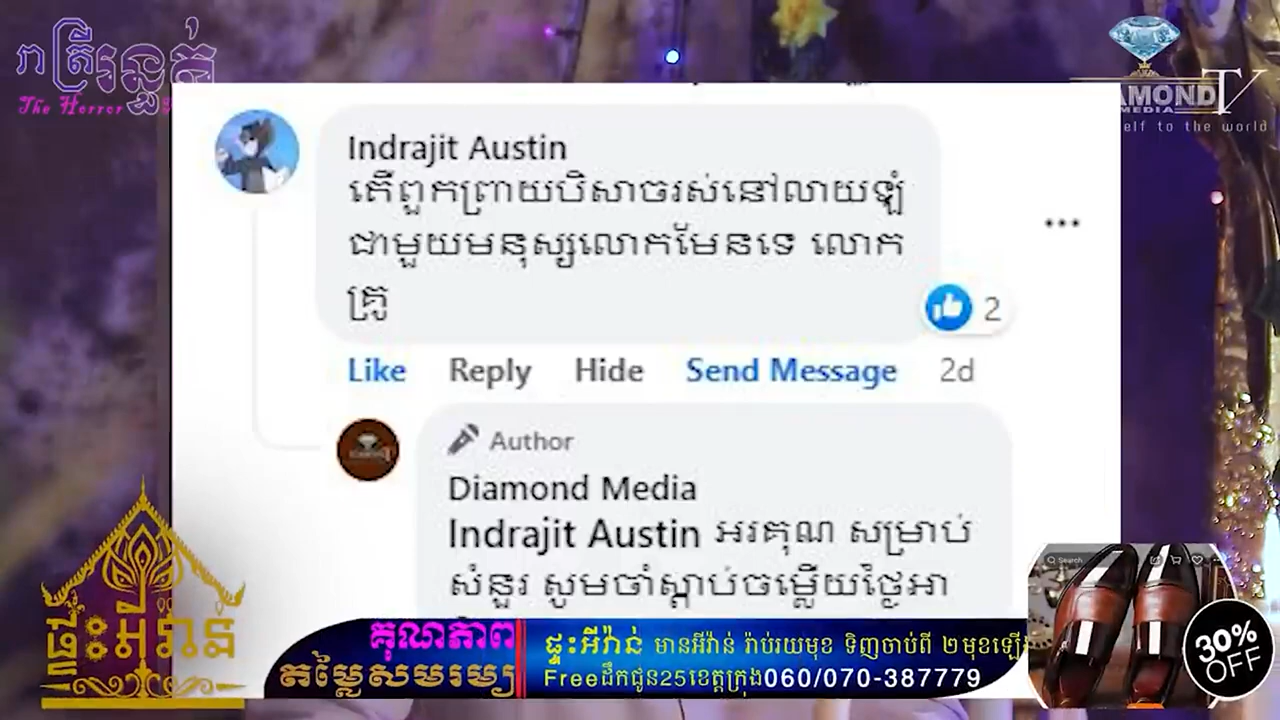 រាត្រីរន្ធត់
The Horror
DIAMOND TV
MEDIA
elf to the world
Indrajit Austin
តើពួកព្រាយបិសាចរស់នៅលាយឡំ
ជាមួយមនុស្សលោកមែនទេ លោក
គ្រូ
2
Like Reply Hide Send Message 2d
Author
Diamond Media
Indrajit Austin អរគុណ សម្រាប់
សំនួរ សូមចាំស្តាប់ចម្លើយថ្ងៃអា
ផ្ទះអីវ៉ាន់
គុណភាព
តម្លៃសមរម្យ
ផ្ទះអីវ៉ាន់ មានអីវ៉ាន់ រ៉ាប់រយមុខ ទិញចាប់ពី ២មុខឡើង
Freeដឹកជូន25ខេត្តក្រុង060/070-387779
Search
30%
OFF